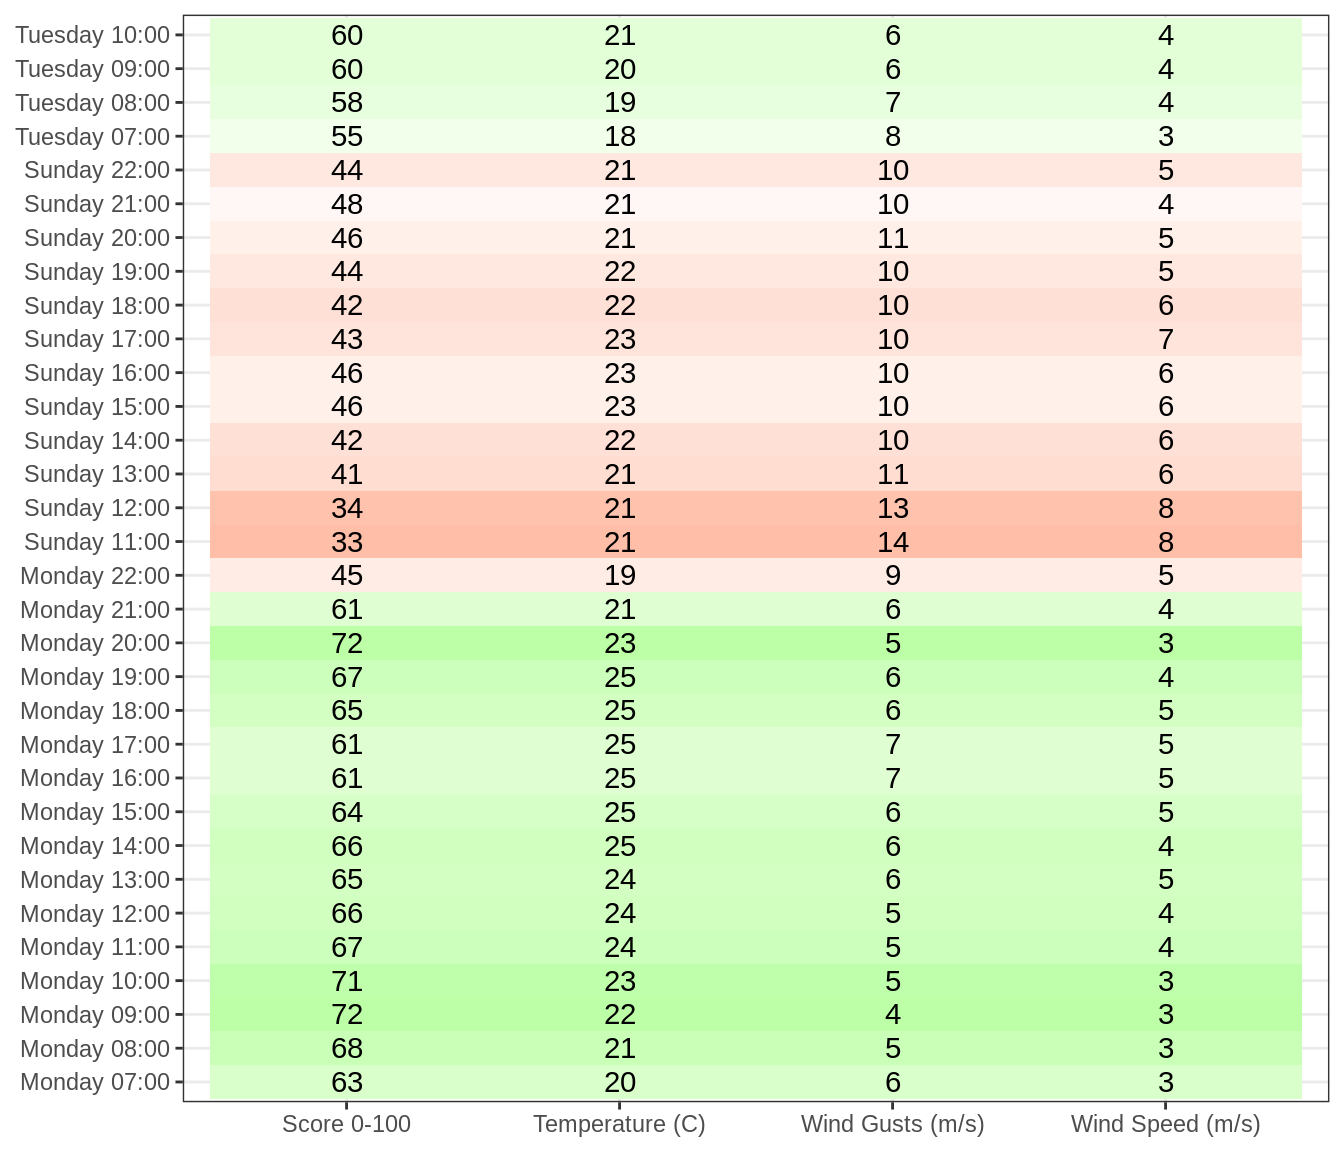 Tuesday 10:00 60 21 6 4
Tuesday 09:00 60 20 6 4
Tuesday 08:00 58 19 7 4
Tuesday 07:00 55 18 8 3
Sunday 22:00 44 21 10 5
Sunday 21:00 48 21 10 4
Sunday 20:00 46 21 11 5
Sunday 19:00 44 22 10 5
Sunday 18:00 42 22 10 6
Sunday 17:00 43 23 10 7
Sunday 16:00 46 23 10 6
Sunday 15:00 46 23 10 6
Sunday 14:00 42 22 10 6
Sunday 13:00 41 21 11 6
Sunday 12:00 34 21 13 8
Sunday 11:00 33 21 14 8
Monday 22:00 45 19 9 5
Monday 21:00 61 21 6 4
Monday 20:00 72 23 5 3
Monday 19:00 67 25 6 4
Monday 18:00 65 25 6 5
Monday 17:00 61 25 7 5
Monday 16:00 61 25 7 5
Monday 15:00 64 25 6 5
Monday 14:00 66 25 6 4
Monday 13:00 65 24 6 5
Monday 12:00 66 24 5 4
Monday 11:00 67 24 5 4
Monday 10:00 71 23 5 3
Monday 09:00 72 22 4 3
Monday 08:00 68 21 5 3
Monday 07:00 63 20 6 3
Score 0-100 Temperature (C) Wind Gusts (m/s) Wind Speed (m/s)